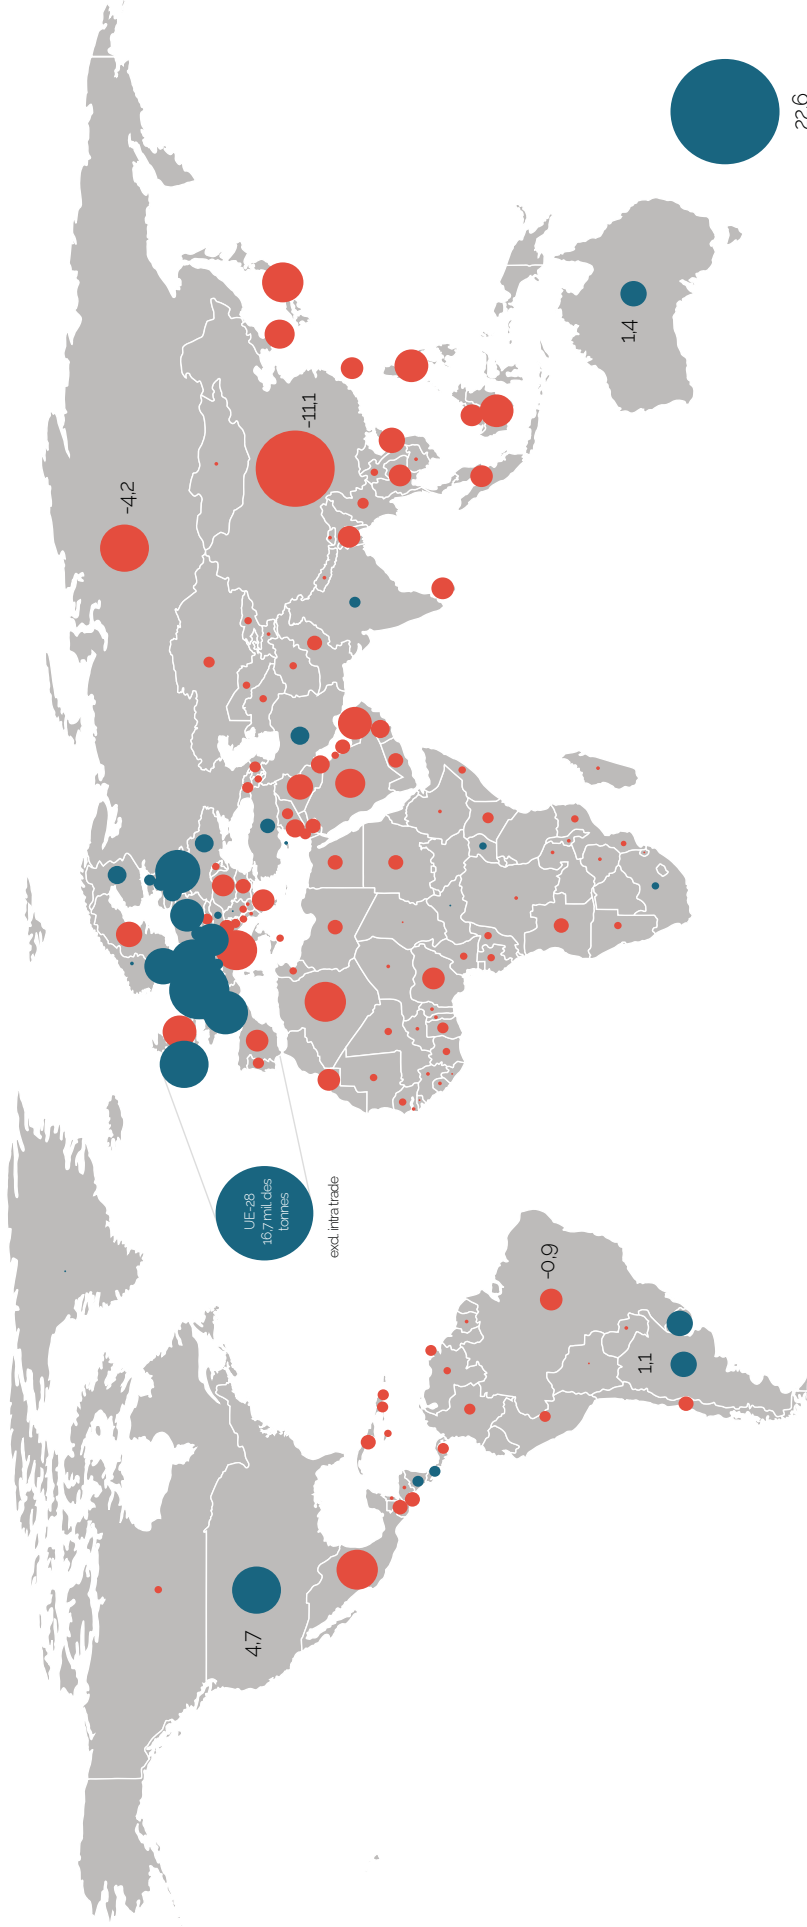 -4,2
4,7
UE-28
16,7 mil. des
tonnes
-11,1
excl. intra trade
-0,9
1,4
1,1
22,6